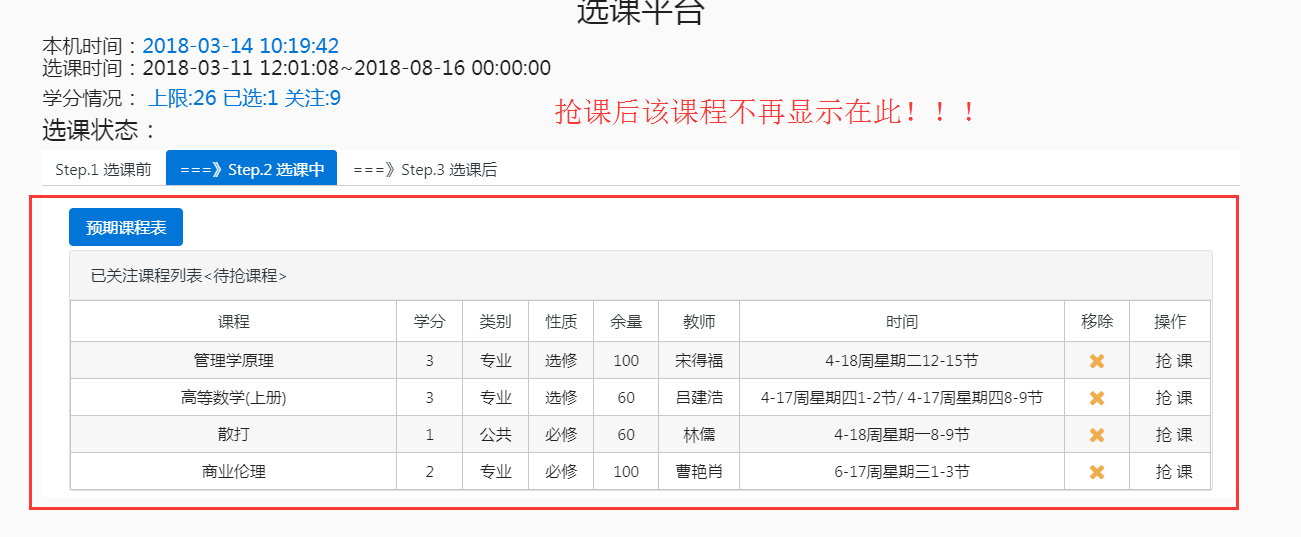 选课平台
本机时间：2018-03-14 10:19:42
选课时间：2018-03-11 12:01:08~2018-08-16 00:00:00
学分情况： 上限:26 已选:1 关注:9
抢课后该课程不再显示在此！！！
选课状态：
Step.1 选课前 ===》Step.2 选课中 ===》Step.3 选课后
预期课程表
已关注课程列表<待抢课程>
课程 学分 类别 性质 余量 教师 时间 移除 操作
管理学原理 3 专业 选修 100 宋得福 4-18周星期二12-15节 抢 课
高等数学(上册) 3 专业 选修 60 吕建浩 4-17周星期四1-2节/ 4-17周星期四8-9节 抢 课
散打 1 公共 必修 60 林儒 4-18周星期一8-9节 抢 课
商业伦理 2 专业 必修 100 曹艳肖 6-17周星期三1-3节 抢 课